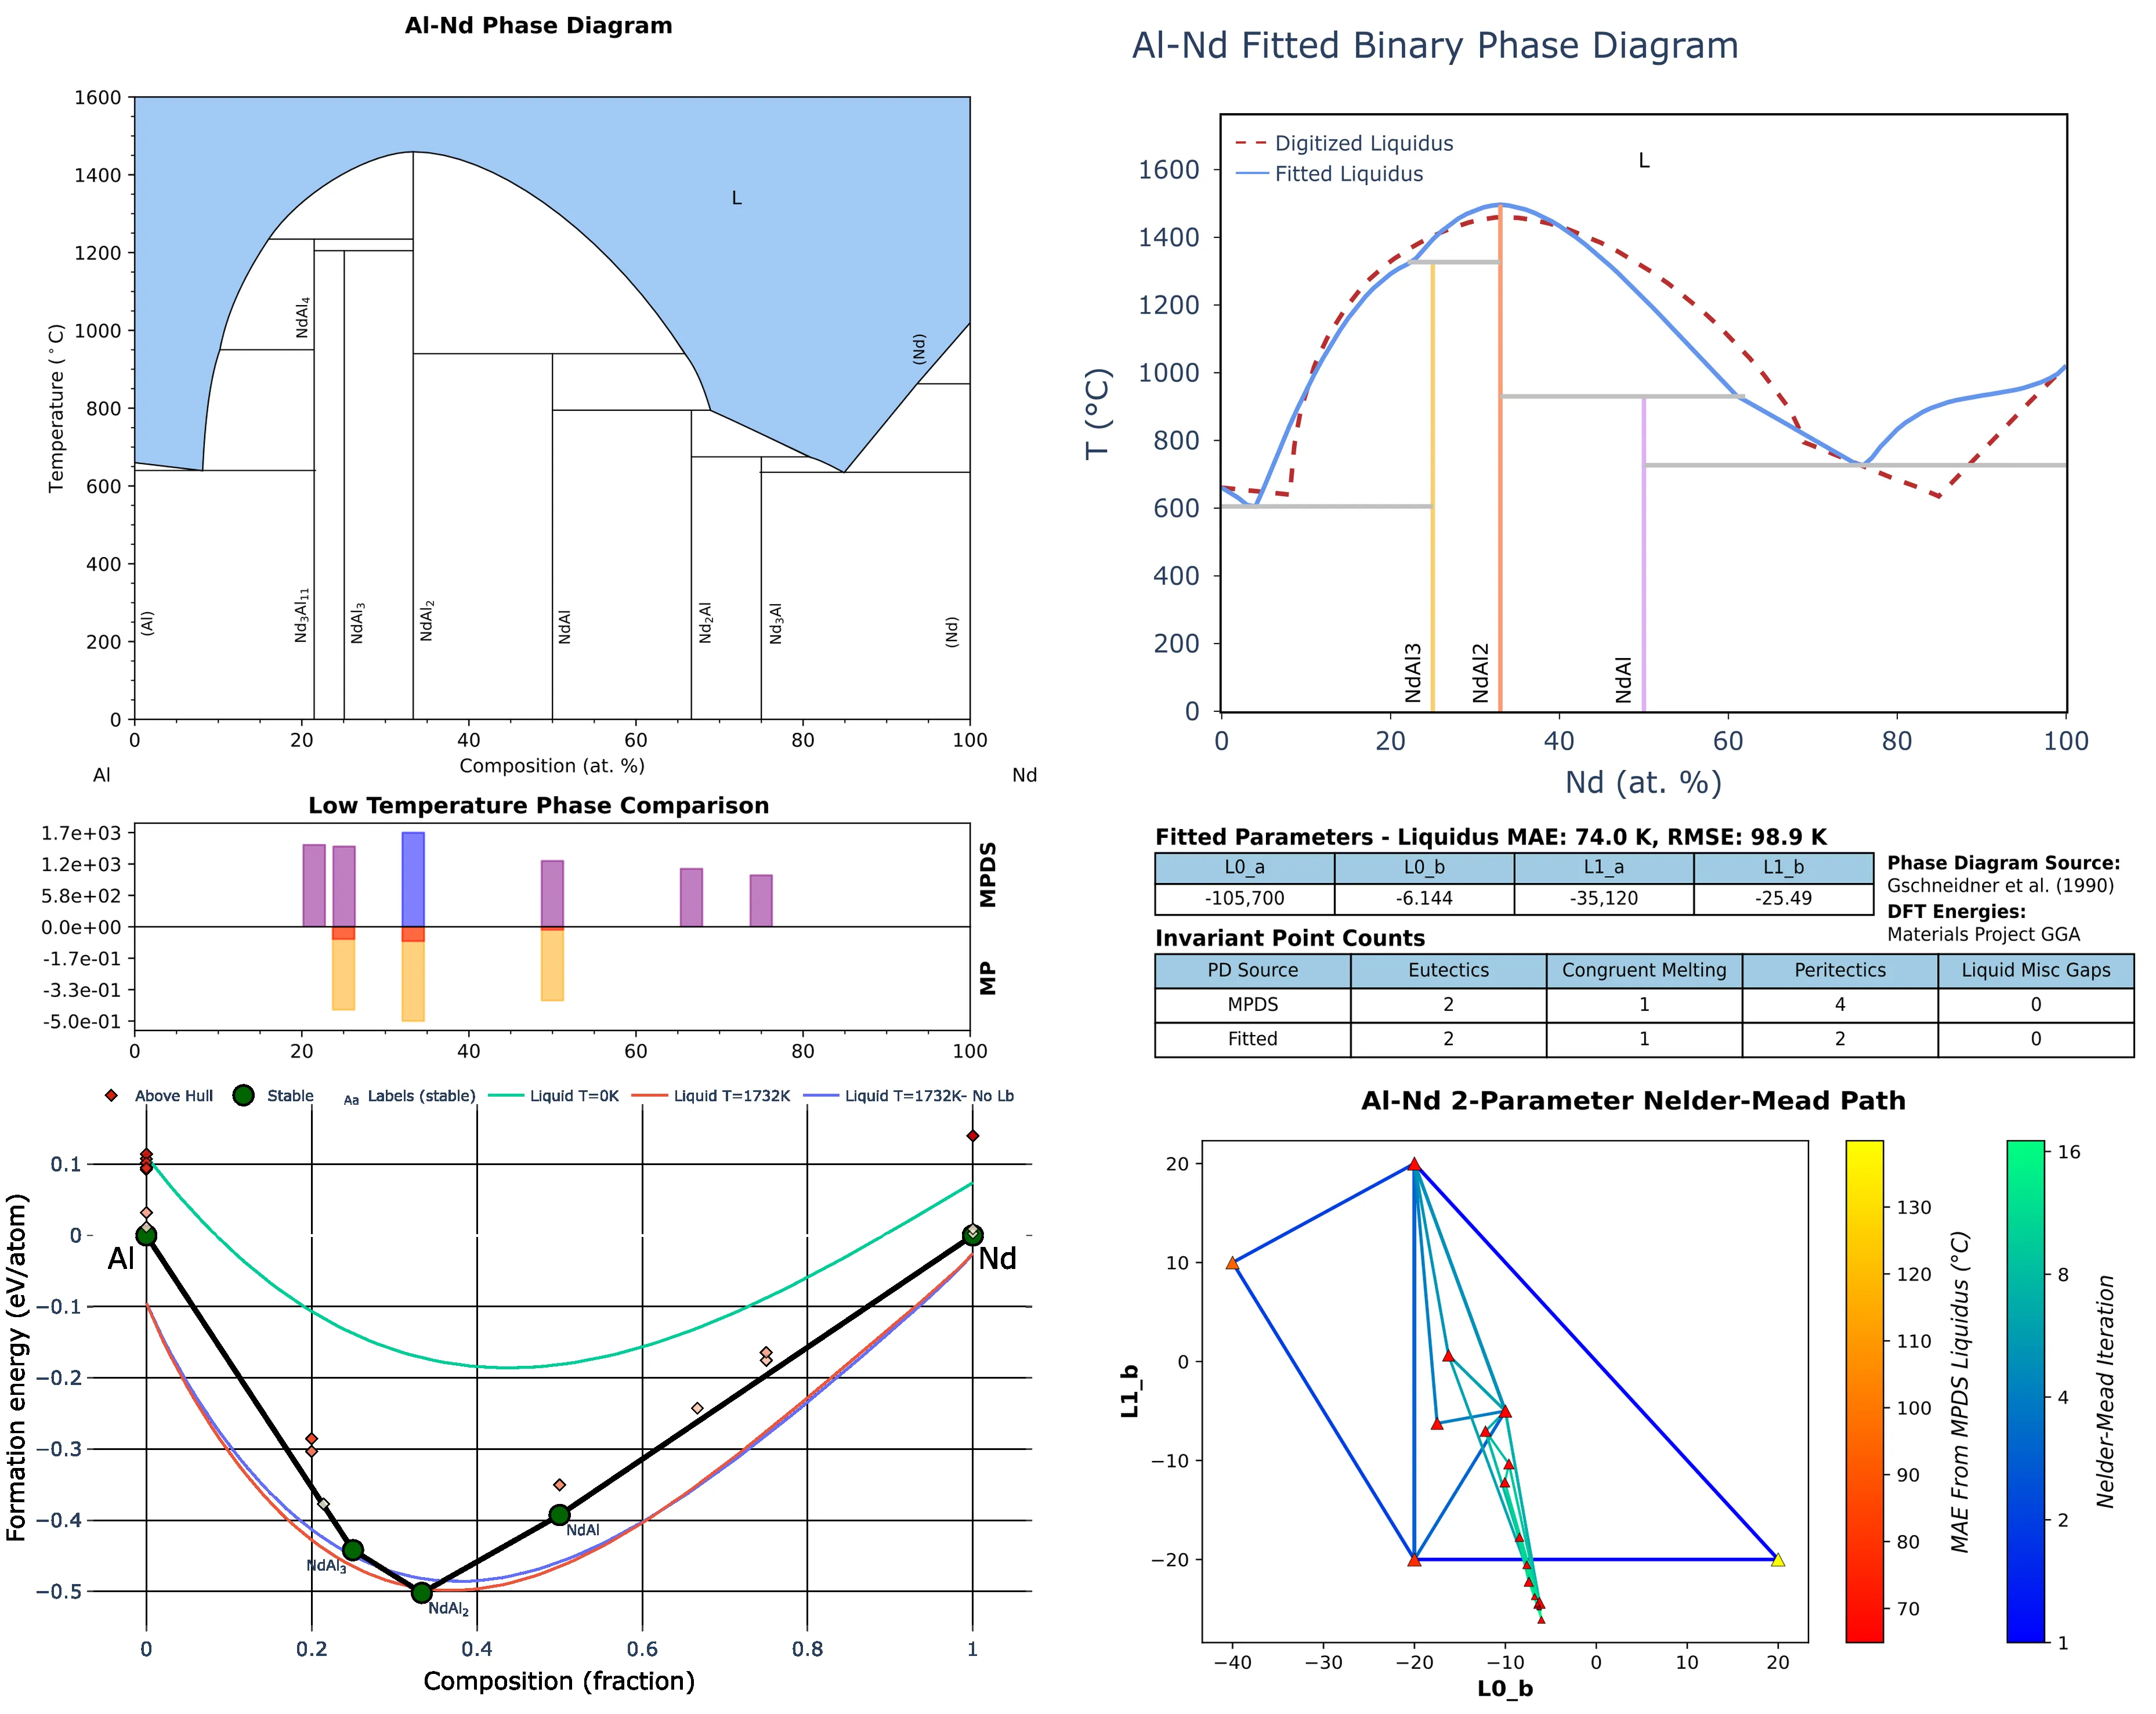 Al-Nd Phase Diagram
1600
1400
1200
1000
800
600
400
200
0
Temperature (°C)
L
NdAl4
(Nd)
(Al)
Nd3Al11
NdAl3
NdAl2
NdAl
Nd2Al
Nd3Al
(Nd)
0 20 40 60 80 100
Composition (at. %)
Al Nd
Al-Nd Fitted Binary Phase Diagram
Digitized Liquidus
Fitted Liquidus
L
1600
1400
1200
1000
800
600
400
200
0
T (°C)
NdAl3
NdAl2
NdAl
0 20 40 60 80 100
Nd (at. %)
Low Temperature Phase Comparison
1.7e+03
1.2e+03
5.8e+02
0.0e+00
-1.7e-01
-3.3e-01
-5.0e-01
MPDS
MP
0 20 40 60 80 100
Fitted Parameters - Liquidus MAE: 74.0 K, RMSE: 98.9 K
L0_a L0_b L1_a L1_b
-105,700 -6.144 -35,120 -25.49
Phase Diagram Source:
Gschneidner et al. (1990)
DFT Energies:
Materials Project GGA
Invariant Point Counts
PD Source Eutectics Congruent Melting Peritectics Liquid Misc Gaps
MPDS 2 1 4 0
Fitted 2 1 2 0
Above Hull Stable Aa Labels (stable) Liquid T=0K Liquid T=1732K Liquid T=1732K- No Lb
0.1
0
−0.1
−0.2
−0.3
−0.4
−0.5
Formation energy (eV/atom)
Al
Nd
NdAl3
NdAl2
NdAl
0 0.2 0.4 0.6 0.8 1
Composition (fraction)
Al-Nd 2-Parameter Nelder-Mead Path
20
10
0
−10
−20
L1_b
−40 −30 −20 −10 0 10 20
L0_b
130
120
110
100
90
80
70
MAE From MPDS Liquidus (°C)
16
8
4
2
1
Nelder-Mead Iteration